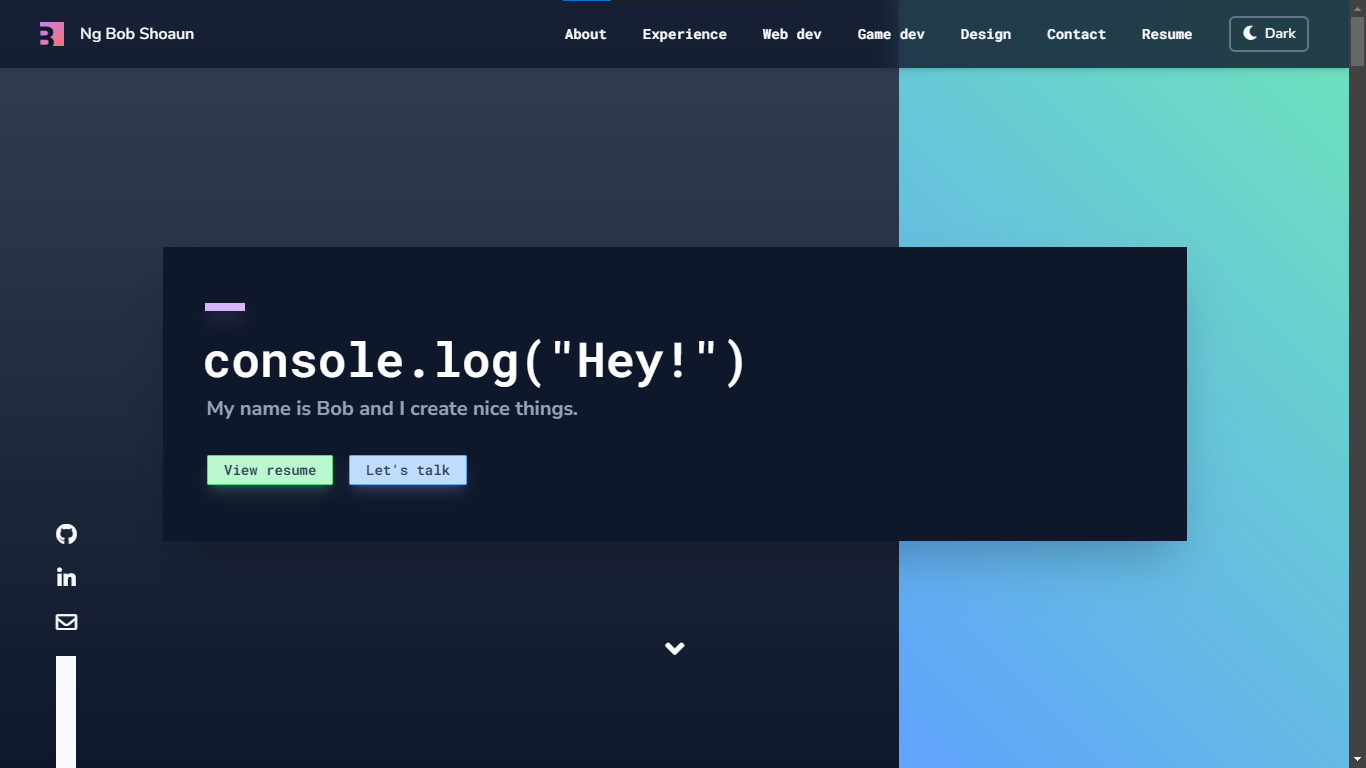 Ng Bob Shoaun
About Experience Web dev Game dev Design Contact Resume Dark
console.log("Hey!")
My name is Bob and I create nice things.
View resume Let's talk